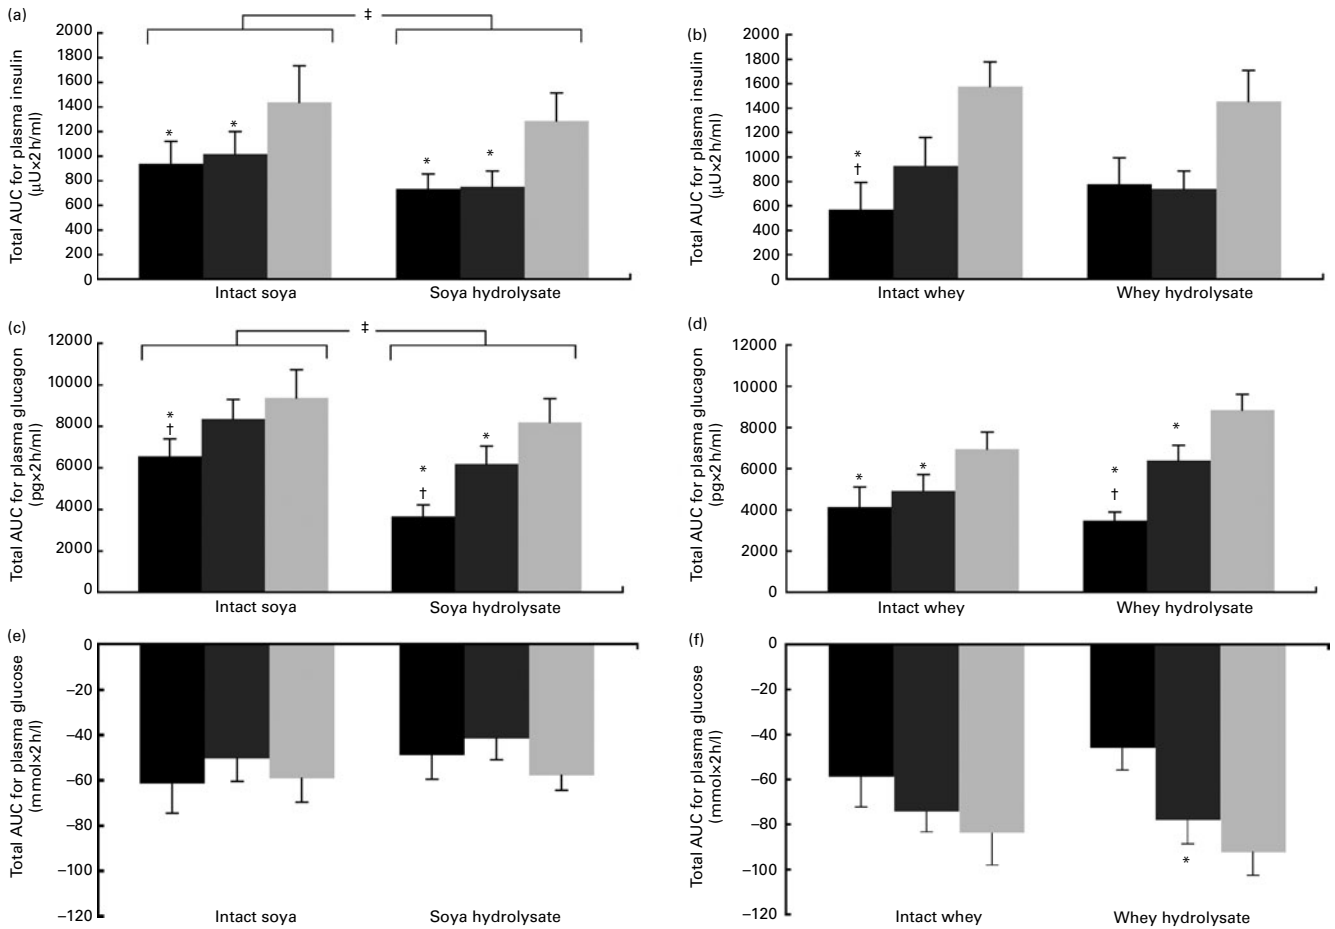 (a)
‡
Total AUC for plasma insulin
(μU×2 h/ml)
2000
1800
1600
1400
1200
1000
800
600
400
200
0
*
*
*
*
Intact soya
Soya hydrolysate
(b)
Total AUC for plasma insulin
(μU×2 h/ml)
2000
1800
1600
1400
1200
1000
800
600
400
200
0
*
†
Intact whey
Whey hydrolysate
(c)
‡
Total AUC for plasma glucagon
(pg×2 h/ml)
12000
10000
8000
6000
4000
2000
0
*
†
*
†
*
Intact soya
Soya hydrolysate
(d)
Total AUC for plasma glucagon
(pg×2 h/ml)
12000
10000
8000
6000
4000
2000
0
*
*
*
†
*
Intact whey
Whey hydrolysate
(e)
Total AUC for plasma glucose
(mmol×2 h/l)
0
−20
−40
−60
−80
−100
−120
Intact soya
Soya hydrolysate
(f)
Total AUC for plasma glucose
(mmol×2 h/l)
0
−20
−40
−60
−80
−100
−120
*
Intact whey
Whey hydrolysate